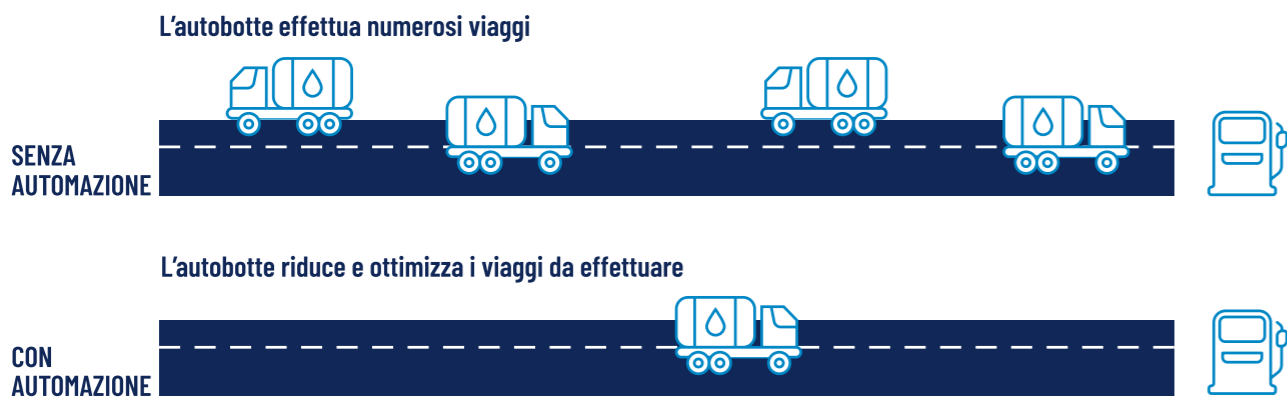 L'autobotte effettua numerosi viaggi
SENZA
AUTOMAZIONE
L'autobotte riduce e ottimizza i viaggi da effettuare
CON
AUTOMAZIONE